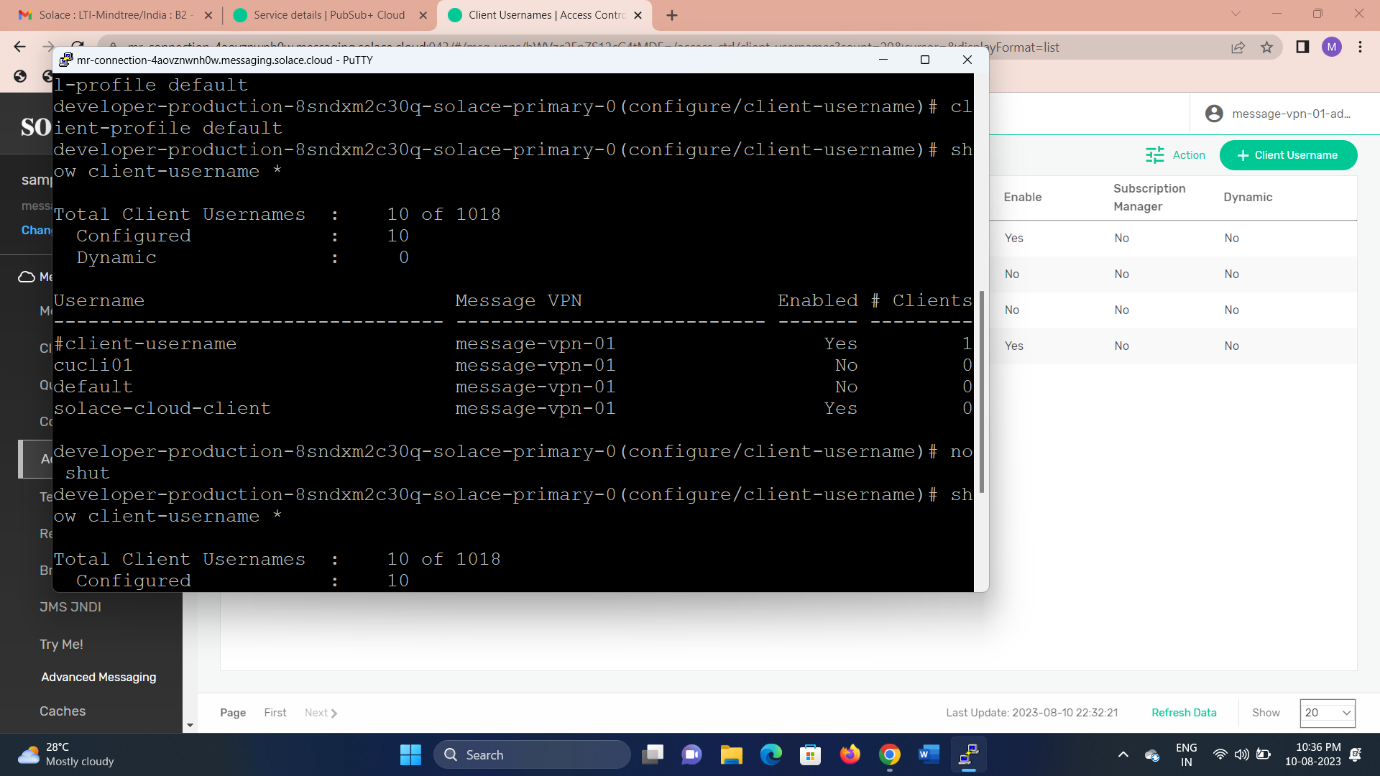 Solace : LTI-Mindtree/India : B2 -
Service details | PubSub+ Cloud
Client Usernames | Access Contro
mr-connection-4aovznwnh0w.messaging.solace.cloud - PuTTY
l-profile default
developer-production-8sndxm2c30q-solace-primary-0(configure/client-username)# cl
ient-profile default
developer-production-8sndxm2c30q-solace-primary-0(configure/client-username)# sh
ow client-username *
Total Client Usernames : 10 of 1018
Configured : 10
Dynamic : 0
Username Message VPN Enabled # Clients
-------------------------------- --------------------------- ------- ---------
#client-username message-vpn-01 Yes 1
cucli01 message-vpn-01 No 0
default message-vpn-01 No 0
solace-cloud-client message-vpn-01 Yes 0
developer-production-8sndxm2c30q-solace-primary-0(configure/client-username)# no
shut
developer-production-8sndxm2c30q-solace-primary-0(configure/client-username)# sh
ow client-username *
Total Client Usernames : 10 of 1018
Configured : 10
message-vpn-01-ad...
Action
+ Client Username
Enable
Subscription
Manager
Dynamic
Yes No No
No No No
No No No
Yes No No
SO
samp
messa
Chan
Me
JMS JNDI
Try Me!
Advanced Messaging
Caches
Page First Next
Last Update: 2023-08-10 22:32:21
Refresh Data
Show
20
28°C
Mostly cloudy
Search
ENG
IN
10:36 PM
10-08-2023
M